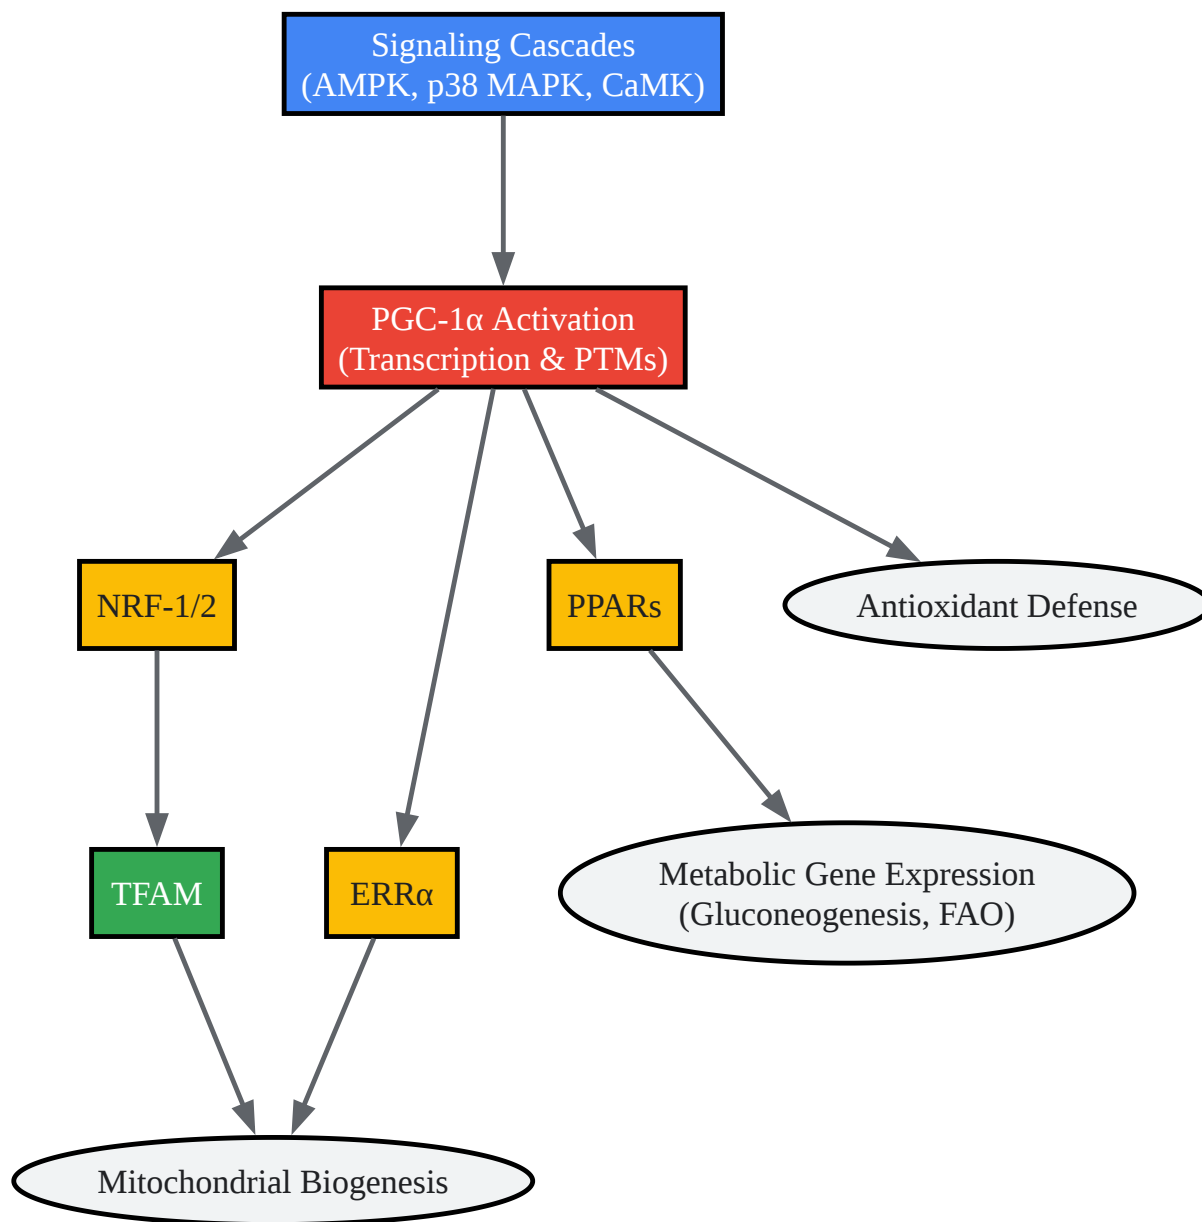 Signaling Cascades
(AMPK, p38 MAPK, CaMK)
PGC-1α Activation
(Transcription & PTMs)
NRF-1/2
PPARs
Antioxidant Defense
TFAM
ERRα
Metabolic Gene Expression
(Gluconeogenesis, FAO)
Mitochondrial Biogenesis